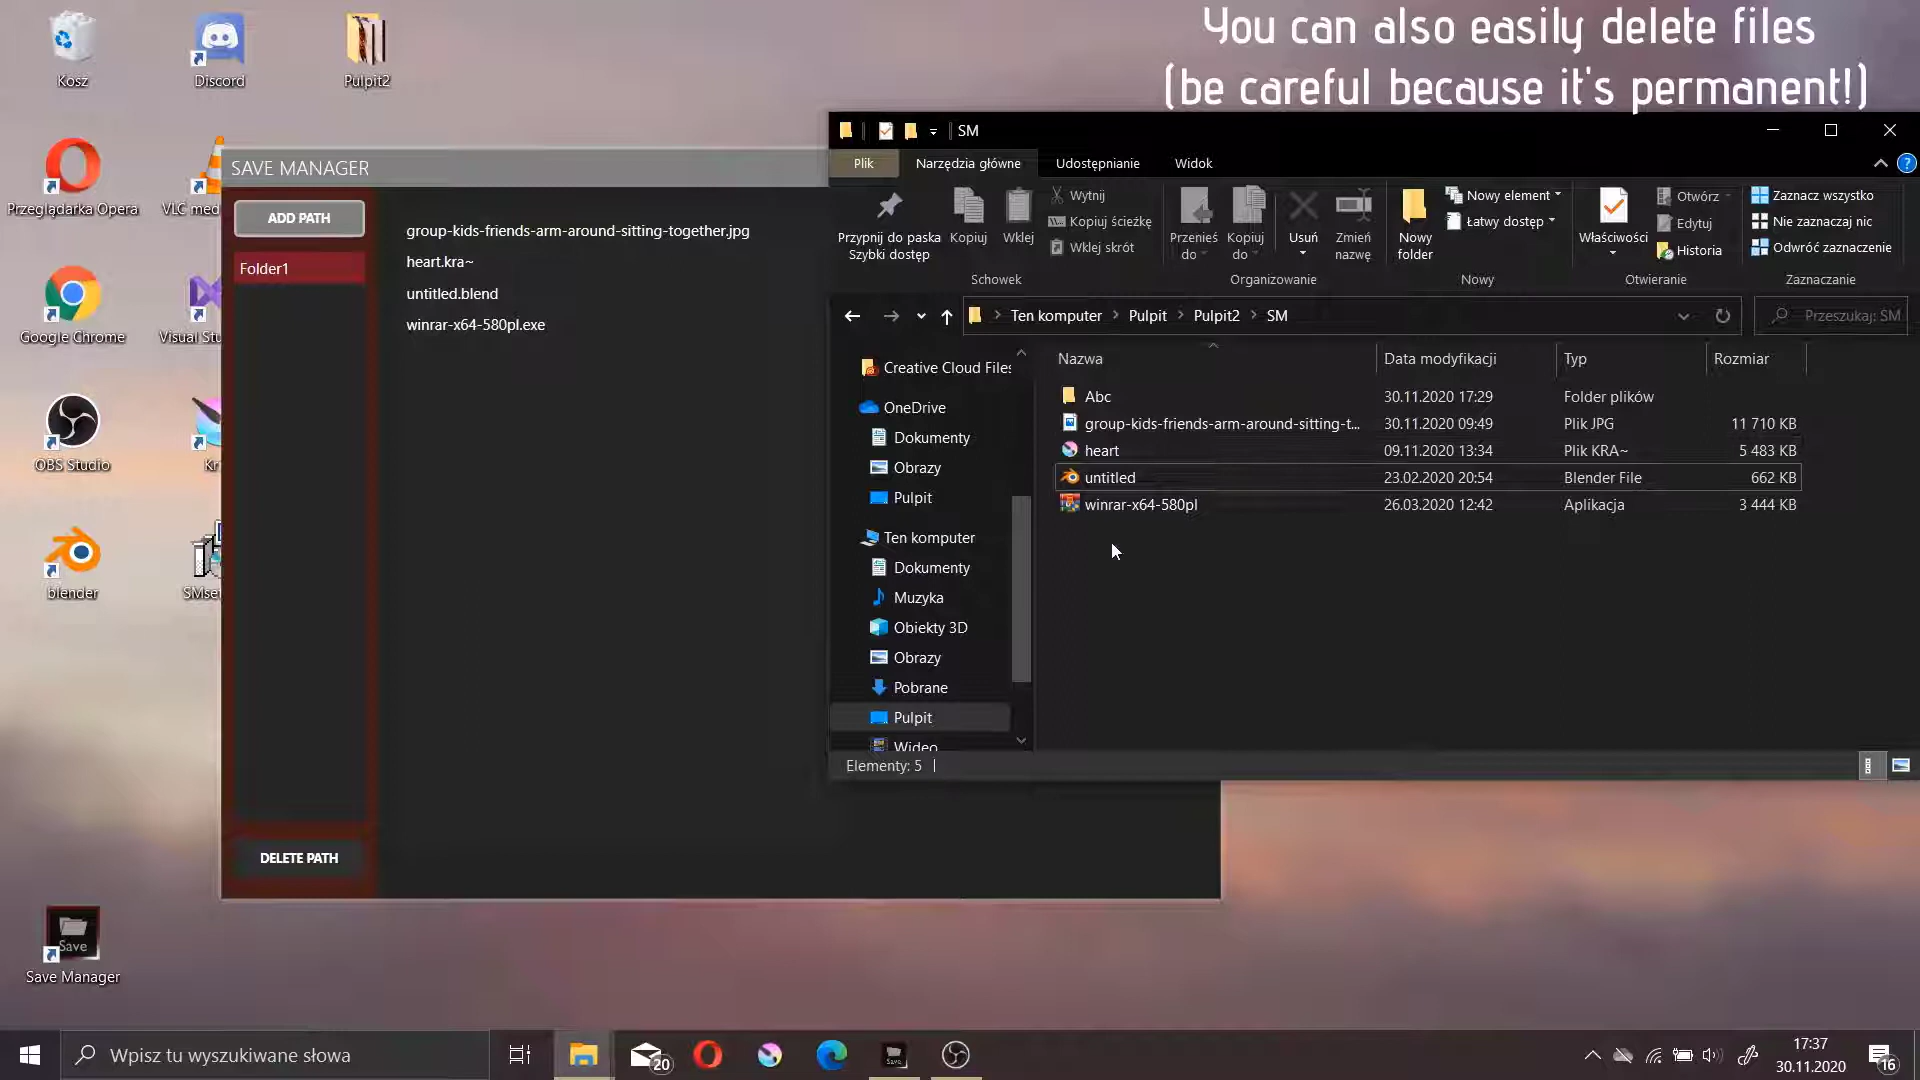 You can also easily delete files
(be careful because it's permanent!)
Kosz
Discord
Pulpit2
Przeglądarka Opera
Google Chrome
OBS Studio
blender
Save
Save Manager
SAVE MANAGER
ADD PATH
Folder1
group-kids-friends-arm-around-sitting-together.jpg
heart.kra~
untitled.blend
winrar-x64-580pl.exe
DELETE PATH
SM
Plik
Narzędzia główne
Udostępnianie
Widok
Przypnij do paska
Szybki dostęp
Kopiuj
Wklej
Wytnij
Kopiuj ścieżkę
Wklej skrót
Schowek
Przenieś
do
Kopiuj
do
Usuń
Zmień
nazwę
Organizowanie
Nowy
folder
Nowy element
Łatwy dostęp
Nowy
Właściwości
Otwórz
Edytuj
Historia
Otwieranie
Zaznacz wszystko
Nie zaznaczaj nic
Odwróć zaznaczenie
Zaznaczanie
Ten komputer
Pulpit
Pulpit2
SM
Przeszukaj: SM
Creative Cloud Files
OneDrive
Dokumenty
Obrazy
Pulpit
Ten komputer
Dokumenty
Muzyka
Obiekty 3D
Obrazy
Pobrane
Pulpit
Wideo
Nazwa Data modyfikacji Typ Rozmiar
Abc 30.11.2020 17:29 Folder plików
group-kids-friends-arm-around-sitting-t... 30.11.2020 09:49 Plik JPG 11 710 KB
heart 09.11.2020 13:34 Plik KRA~ 5 483 KB
untitled 23.02.2020 20:54 Blender File 662 KB
winrar-x64-580pl 26.03.2020 12:42 Aplikacja 3 444 KB
Elementy: 5
Wpisz tu wyszukiwane słowa
20
17:37
30.11.2020
16